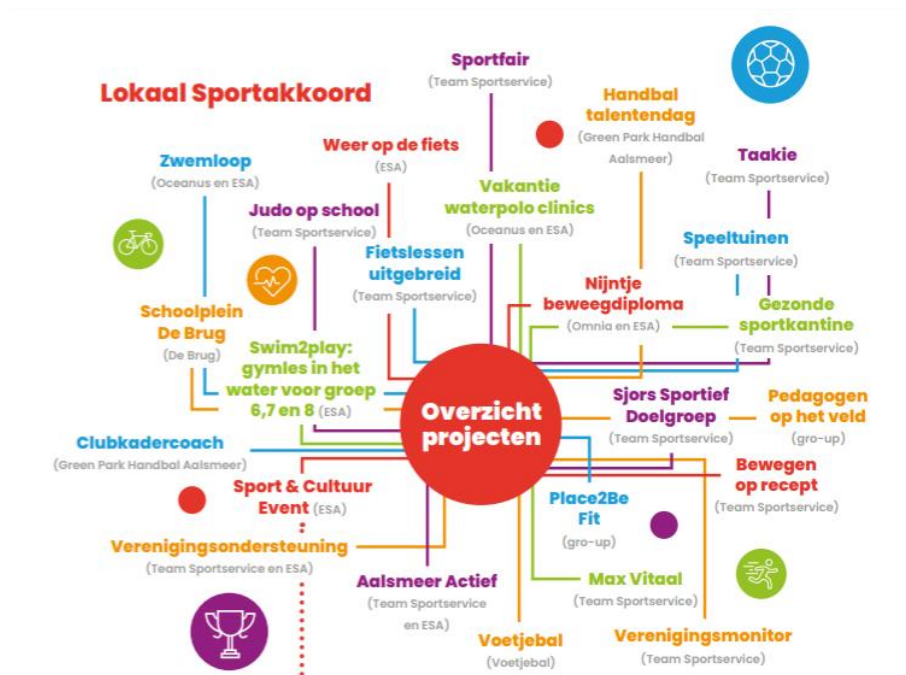 Lokaal Sportakkoord
Sportfair
(Team Sportservice)
Handbal
talentendag
(Green Park Handbal
Aalsmeer)
Weer op de fiets
(ESA)
Taakie
(Team Sportservice)
Zwemloop
(Oceanus en ESA)
Vakantie
waterpolo clinics
(Oceanus en ESA)
Judo op school
(Team Sportservice)
Speeltuinen
(Team Sportservice)
Fietslessen
uitgebreid
(Team Sportservice)
Nijntje
beweegdiploma
(Omnia en ESA)
Gezonde
sportkantine
(Team Sportservice)
Schoolplein
De Brug
(De Brug)
Swim2play:
gymles in het
water voor groep
6,7 en 8 (ESA)
Overzicht
projecten
Sjors Sportief
Doelgroep
(Team Sportservice)
Pedagogen
op het veld
(gro-up)
Clubkadercoach
(Green Park Handbal Aalsmeer)
Bewegen
op recept
(Team Sportservice)
Sport & Cultuur
Event (ESA)
Place2Be
Fit
(gro-up)
Verenigingsondersteuning
(Team Sportservice en ESA)
Aalsmeer Actief
(Team Sportservice
en ESA)
Max Vitaal
(Team Sportservice)
Voetjebal
(Voetjebal)
Verenigingsmonitor
(Team Sportservice)